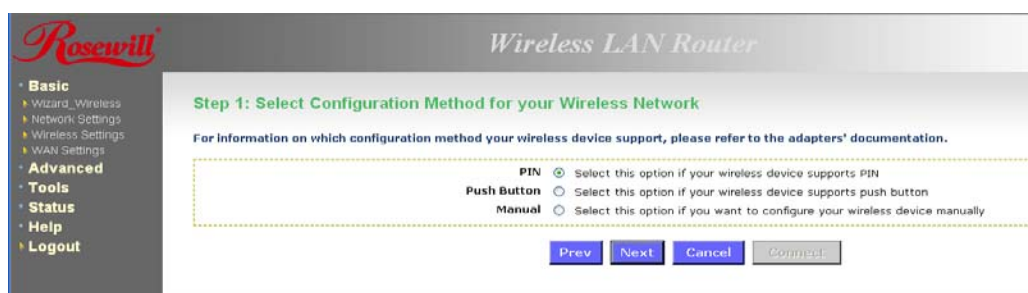 Rosewill
Wireless LAN Router
Basic
Wizard_Wireless
Network Settings
Wireless Settings
WAN Settings
Advanced
Tools
Status
Help
Logout
Step 1: Select Configuration Method for your Wireless Network
For information on which configuration method your wireless device support, please refer to the adapters' documentation.
PIN Select this option if your wireless device supports PIN
Push Button Select this option if your wireless device supports push button
Manual Select this option if you want to configure your wireless device manually
Prev Next Cancel Connect